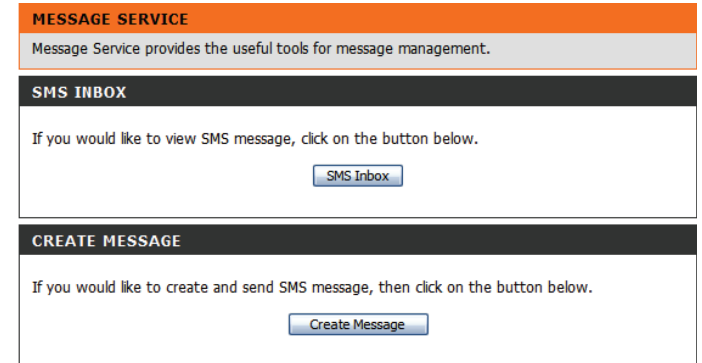 MESSAGE SERVICE
Message Service provides the useful tools for message management.
SMS INBOX
If you would like to view SMS message, click on the button below.
SMS Inbox
CREATE MESSAGE
If you would like to create and send SMS message, then click on the button below.
Create Message